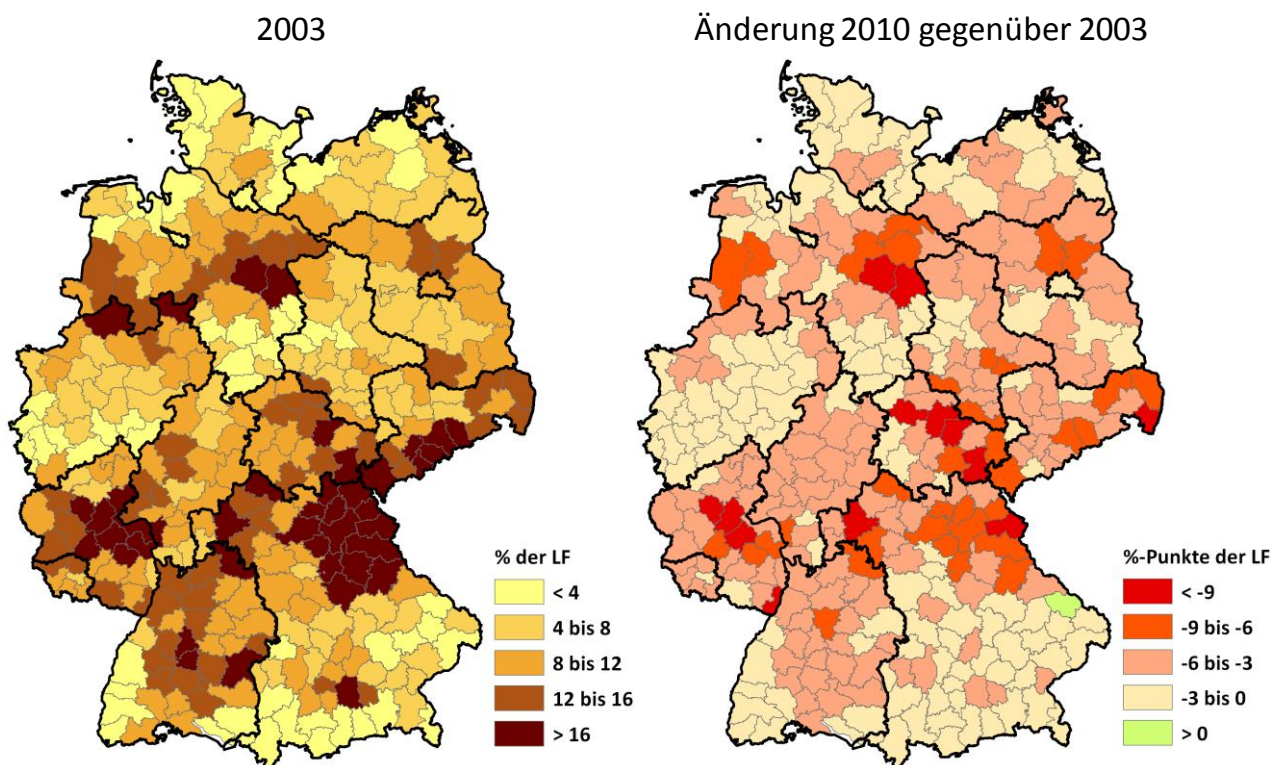 2003
Änderung 2010 gegenüber 2003
% der LF
< 4
4 bis 8
8 bis 12
12 bis 16
> 16
%-Punkte der LF
< -9
-9 bis -6
-6 bis -3
-3 bis 0
> 0